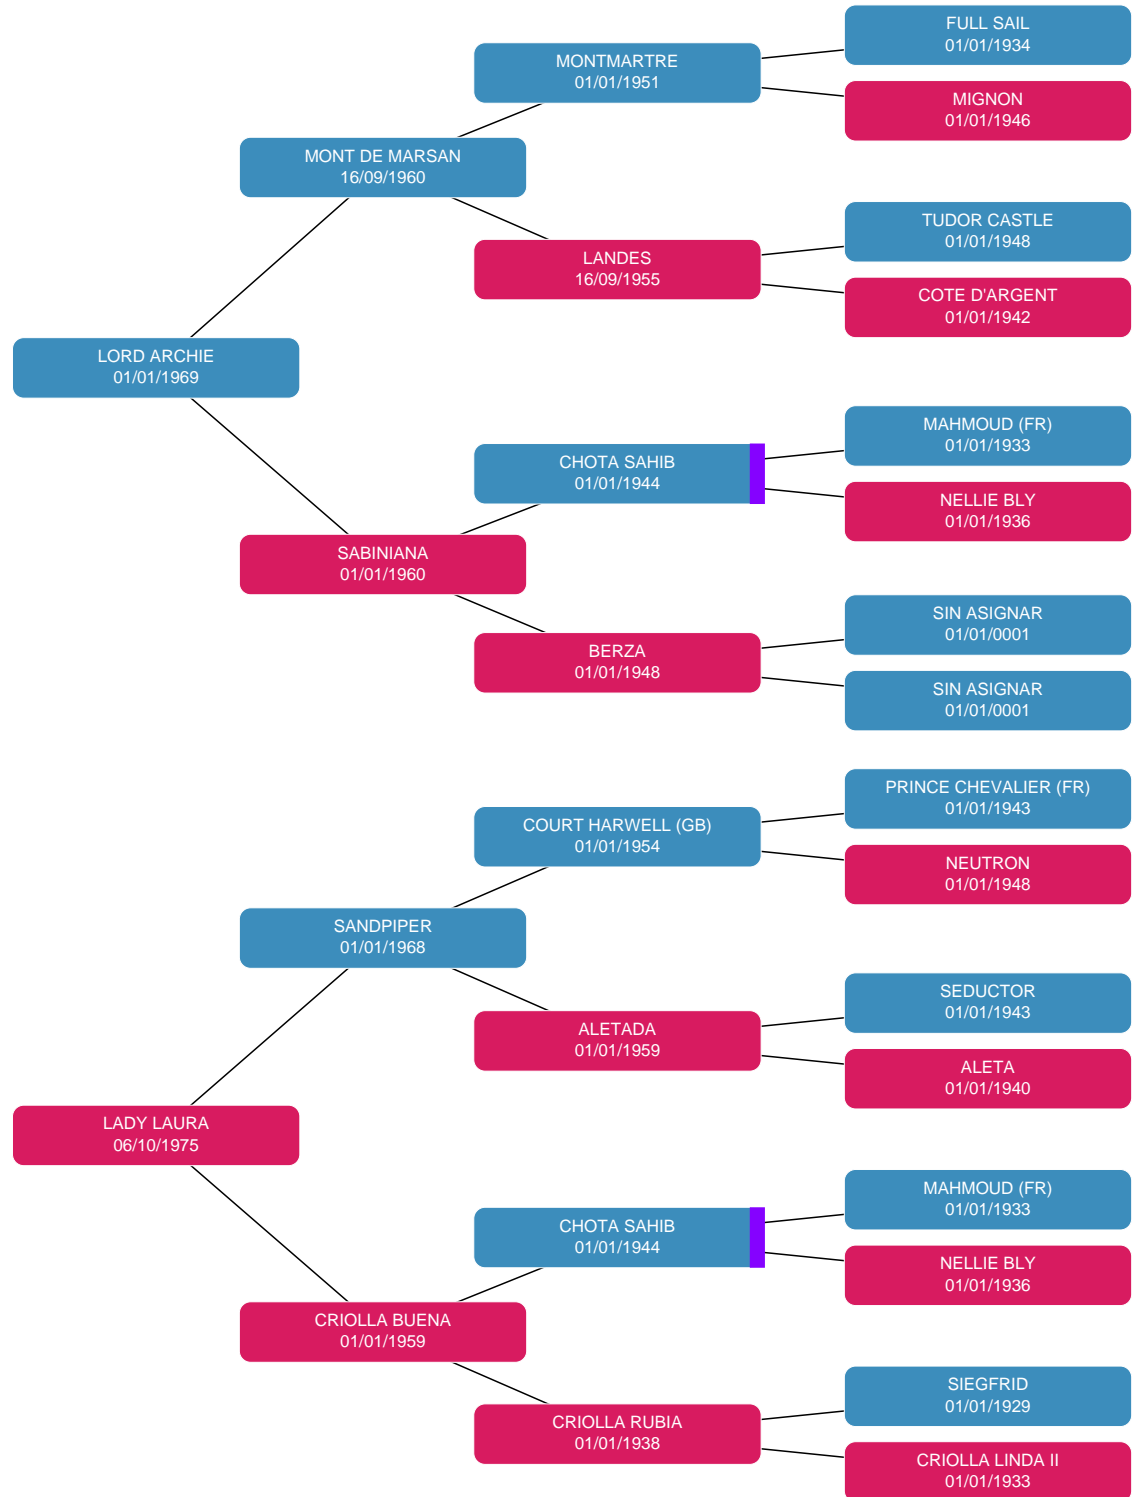 FULL SAIL
01/01/1934
MONTMARTRE
01/01/1951
MIGNON
01/01/1946
MONT DE MARSAN
16/09/1960
TUDOR CASTLE
01/01/1948
LANDES
16/09/1955
COTE D'ARGENT
01/01/1942
LORD ARCHIE
01/01/1969
MAHMOUD (FR)
01/01/1933
CHOTA SAHIB
01/01/1944
NELLIE BLY
01/01/1936
SABINIANA
01/01/1960
SIN ASIGNAR
01/01/0001
BERZA
01/01/1948
SIN ASIGNAR
01/01/0001
PRINCE CHEVALIER (FR)
01/01/1943
COURT HARWELL (GB)
01/01/1954
NEUTRON
01/01/1948
SANDPIPER
01/01/1968
SEDUCTOR
01/01/1943
ALETADA
01/01/1959
ALETA
01/01/1940
LADY LAURA
06/10/1975
MAHMOUD (FR)
01/01/1933
CHOTA SAHIB
01/01/1944
NELLIE BLY
01/01/1936
CRIOLLA BUENA
01/01/1959
SIEGFRID
01/01/1929
CRIOLLA RUBIA
01/01/1938
CRIOLLA LINDA II
01/01/1933